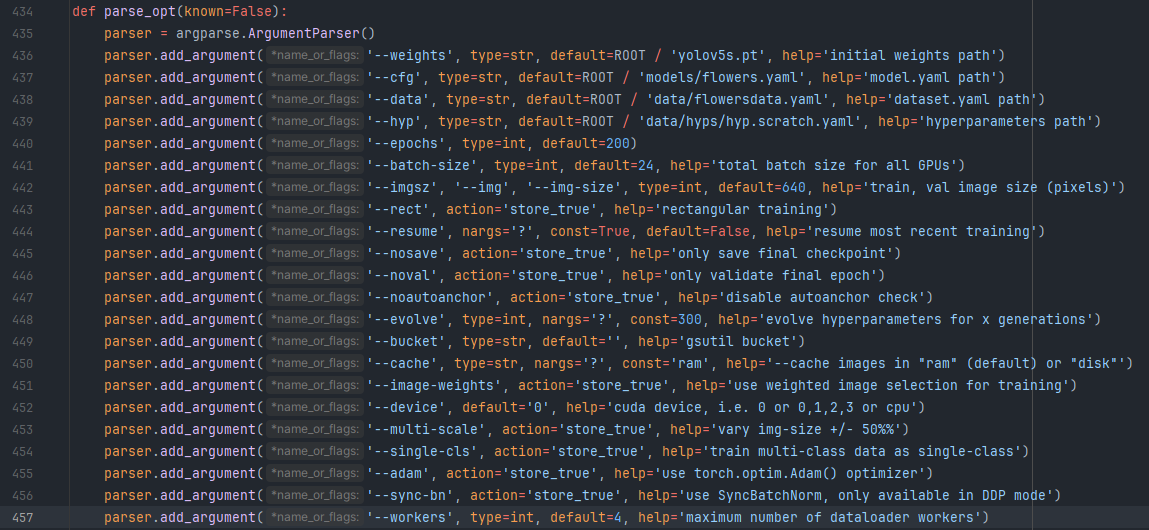 434 def parse_opt(known=False):
435 parser = argparse.ArgumentParser()
436 parser.add_argument(*name_or_flags: '--weights', type=str, default=ROOT / 'yolov5s.pt', help='initial weights path')
437 parser.add_argument(*name_or_flags: '--cfg', type=str, default=ROOT / 'models/flowers.yaml', help='model.yaml path')
438 parser.add_argument(*name_or_flags: '--data', type=str, default=ROOT / 'data/flowersdata.yaml', help='dataset.yaml path')
439 parser.add_argument(*name_or_flags: '--hyp', type=str, default=ROOT / 'data/hyps/hyp.scratch.yaml', help='hyperparameters path')
440 parser.add_argument(*name_or_flags: '--epochs', type=int, default=200)
441 parser.add_argument(*name_or_flags: '--batch-size', type=int, default=24, help='total batch size for all GPUs')
442 parser.add_argument(*name_or_flags: '--imgsz', '--img', '--img-size', type=int, default=640, help='train, val image size (pixels)')
443 parser.add_argument(*name_or_flags: '--rect', action='store_true', help='rectangular training')
444 parser.add_argument(*name_or_flags: '--resume', nargs='?', const=True, default=False, help='resume most recent training')
445 parser.add_argument(*name_or_flags: '--nosave', action='store_true', help='only save final checkpoint')
446 parser.add_argument(*name_or_flags: '--noval', action='store_true', help='only validate final epoch')
447 parser.add_argument(*name_or_flags: '--noautoanchor', action='store_true', help='disable autoanchor check')
448 parser.add_argument(*name_or_flags: '--evolve', type=int, nargs='?', const=300, help='evolve hyperparameters for x generations')
449 parser.add_argument(*name_or_flags: '--bucket', type=str, default='', help='gsutil bucket')
450 parser.add_argument(*name_or_flags: '--cache', type=str, nargs='?', const='ram', help='--cache images in "ram" (default) or "disk"')
451 parser.add_argument(*name_or_flags: '--image-weights', action='store_true', help='use weighted image selection for training')
452 parser.add_argument(*name_or_flags: '--device', default='0', help='cuda device, i.e. 0 or 0,1,2,3 or cpu')
453 parser.add_argument(*name_or_flags: '--multi-scale', action='store_true', help='vary img-size +/- 50%%')
454 parser.add_argument(*name_or_flags: '--single-cls', action='store_true', help='train multi-class data as single-class')
455 parser.add_argument(*name_or_flags: '--adam', action='store_true', help='use torch.optim.Adam() optimizer')
456 parser.add_argument(*name_or_flags: '--sync-bn', action='store_true', help='use SyncBatchNorm, only available in DDP mode')
457 parser.add_argument(*name_or_flags: '--workers', type=int, default=4, help='maximum number of dataloader workers')